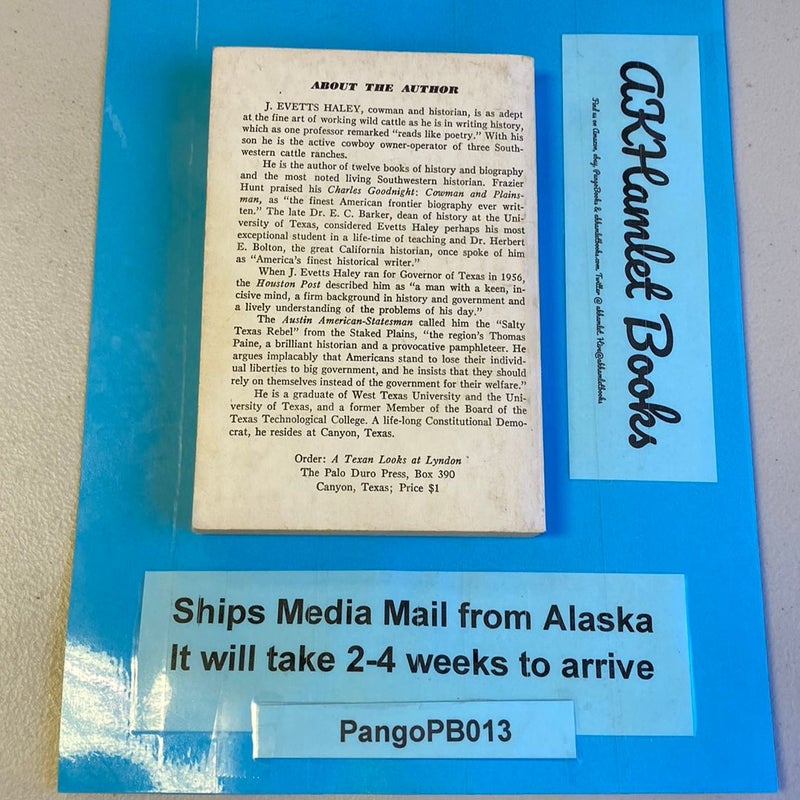 ABOUT THE AUTHOR
J. EVETTS HALEY, cowman and historian, is as adept
at the fine art of working wild cattle as he is in writing history,
which as one professor remarked “reads like poetry.” With his
son he is the active cowboy owner-operator of three South-
western cattle ranches.
He is the author of twelve books of history and biography
and the most noted living Southwestern historian. Frazier
Hunt praised his Charles Goodnight: Cowman and Plains-
man, as “the finest American frontier biography ever writ-
ten.” The late Dr. E. C. Barker, dean of history at the Uni-
versity of Texas, considered Evetts Haley perhaps his most
exceptional student in a life-time of teaching and Dr. Herbert
E. Bolton, the great California historian, once spoke of him
as “America’s finest historical writer.”
When J. Evetts Haley ran for Governor of Texas in 1956,
the Houston Post described him as “a man with a keen, in-
cisive mind, a firm background in history and government and
a lively understanding of the problems of his day.”
The Austin American-Statesman called him the “Salty
Texas Rebel” from the Staked Plains, “the region’s Thomas
Paine, a brilliant historian and a provocative pamphleteer. He
argues implacably that Americans stand to lose their individ-
ual liberties to big government, and he insists that they should
rely on themselves instead of the government for their welfare.”
He is a graduate of West Texas University and the Uni-
versity of Texas, and a former Member of the Board of the
Texas Technological College. A life-long Constitutional Demo-
crat, he resides at Canyon, Texas.
Order: A Texan Looks at Lyndon
The Palo Duro Press, Box 390
Canyon, Texas; Price $1
AKHamlet Books
Find us on Amazon, ebay, PangoBooks & akhamletbooks.com Twitter @ akhamlet
Ships Media Mail from Alaska
It will take 2-4 weeks to arrive
PangoPB013